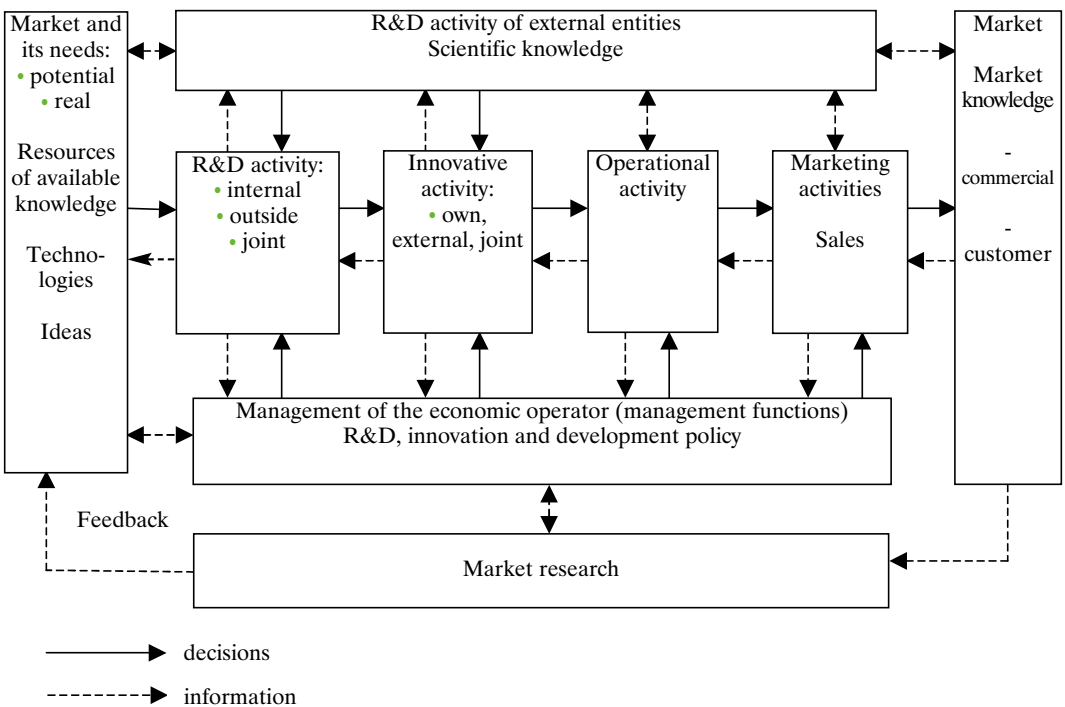 Market and
its needs:
• potential
• real
Resources
of available
knowledge
Techno-
logies
Ideas
R&D activity of external entities
Scientific knowledge
Market
Market
knowledge
-
commercial
-
customer
R&D activity:
• internal
• outside
• joint
Innovative
activity:
• own,
external, joint
Operational
activity
Marketing
activities
Sales
Management of the economic operator (management functions)
R&D, innovation and development policy
Feedback
Market research
decisions
information